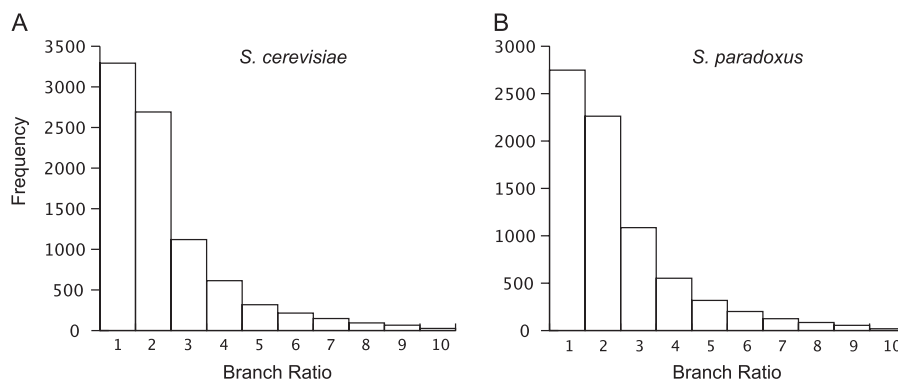 A
B
S. cerevisiae
S. paradoxus
3500
3000
2500
2000
1500
1000
500
0
Frequency
1 2 3 4 5 6 7 8 9 10
Branch Ratio
3000
2500
2000
1500
1000
500
0
1 2 3 4 5 6 7 8 9 10
Branch Ratio